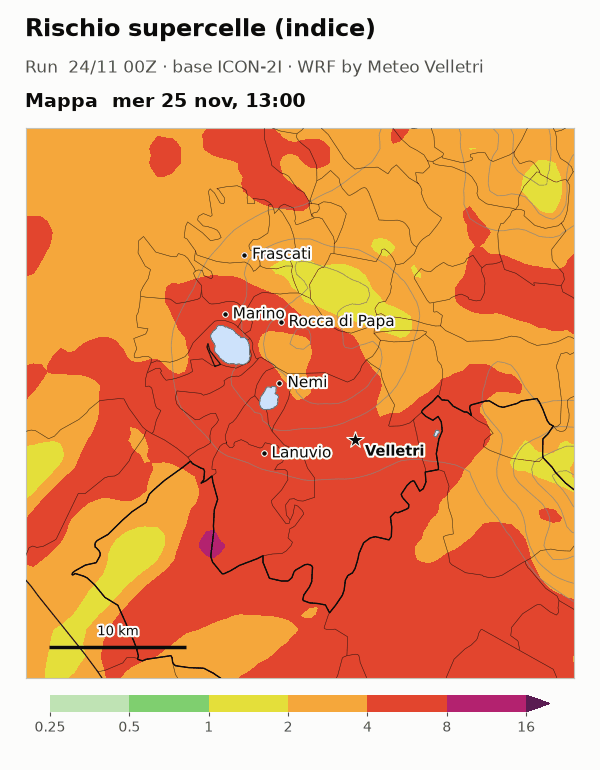 Rischio supercelle (indice)
Run 24/11 00Z · base ICON-2I · WRF by Meteo Velletri
Mappa mer 25 nov, 13:00
Frascati
Marino
Rocca di Papa
Nemi
Velletri
Lanuvio
10 km
0.25 0.5 1 2 4 8 16